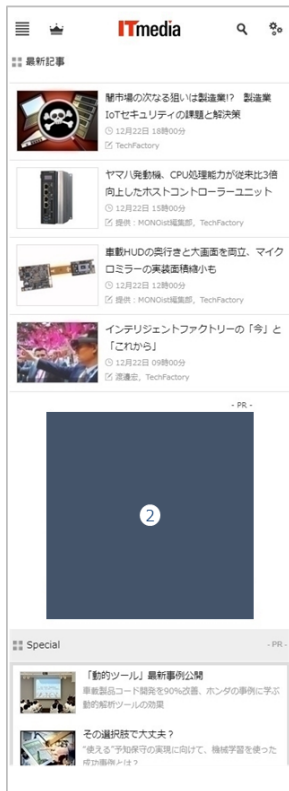 ITmedia
最新記事
闇市場の次なる狙いは製造業!? 製造業
IoTセキュリティの課題と解決策
12月22日 18時00分
TechFactory
ヤマハ発動機、CPU処理能力が従来比3倍
向上したホストコントローラーユニット
12月22日 15時00分
提供：MONOist編集部，TechFactory
車載HUDの奥行きと大画面を両立、マイク
ロミラーの実装面積縮小も
12月22日 12時00分
提供：MONOist編集部，TechFactory
インテリジェントファクトリーの「今」と
「これから」
12月22日 09時00分
渡邊宏，TechFactory
- PR -
2
Special
- PR -
「動的ツール」最新事例公開
車載製品コード開発を90%改善、ホンダの事例に学ぶ
動的解析ツールの効果
その選択肢で大丈夫？
“使える”予知保守の実現に向けて、機械学習を使った
成功事例とは？